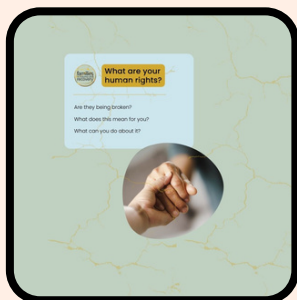 families
What are your
human rights?
Are they being broken?
What does this mean for you?
What can you do about it?